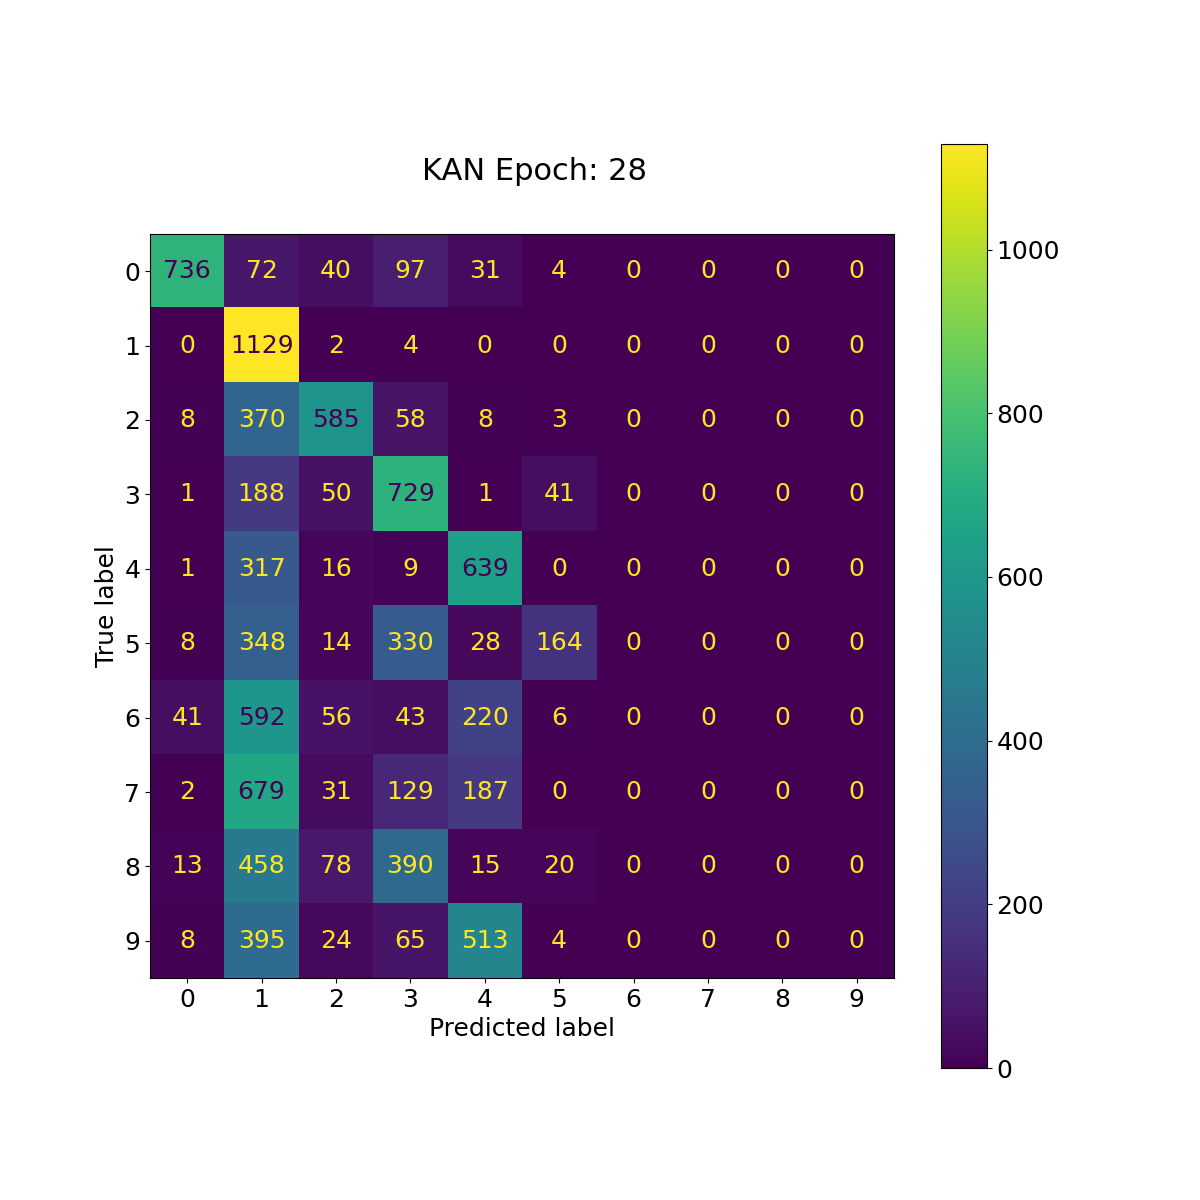 KAN Epoch: 28
0 736 72 40 97 31 4 0 0 0 0
1 0 1129 2 4 0 0 0 0 0 0
2 8 370 585 58 8 3 0 0 0 0
3 1 188 50 729 1 41 0 0 0 0
4 1 317 16 9 639 0 0 0 0 0
5 8 348 14 330 28 164 0 0 0 0
6 41 592 56 43 220 6 0 0 0 0
7 2 679 31 129 187 0 0 0 0 0
8 13 458 78 390 15 20 0 0 0 0
9 8 395 24 65 513 4 0 0 0 0
0 1 2 3 4 5 6 7 8 9
Predicted label
True label
1000
800
600
400
200
0